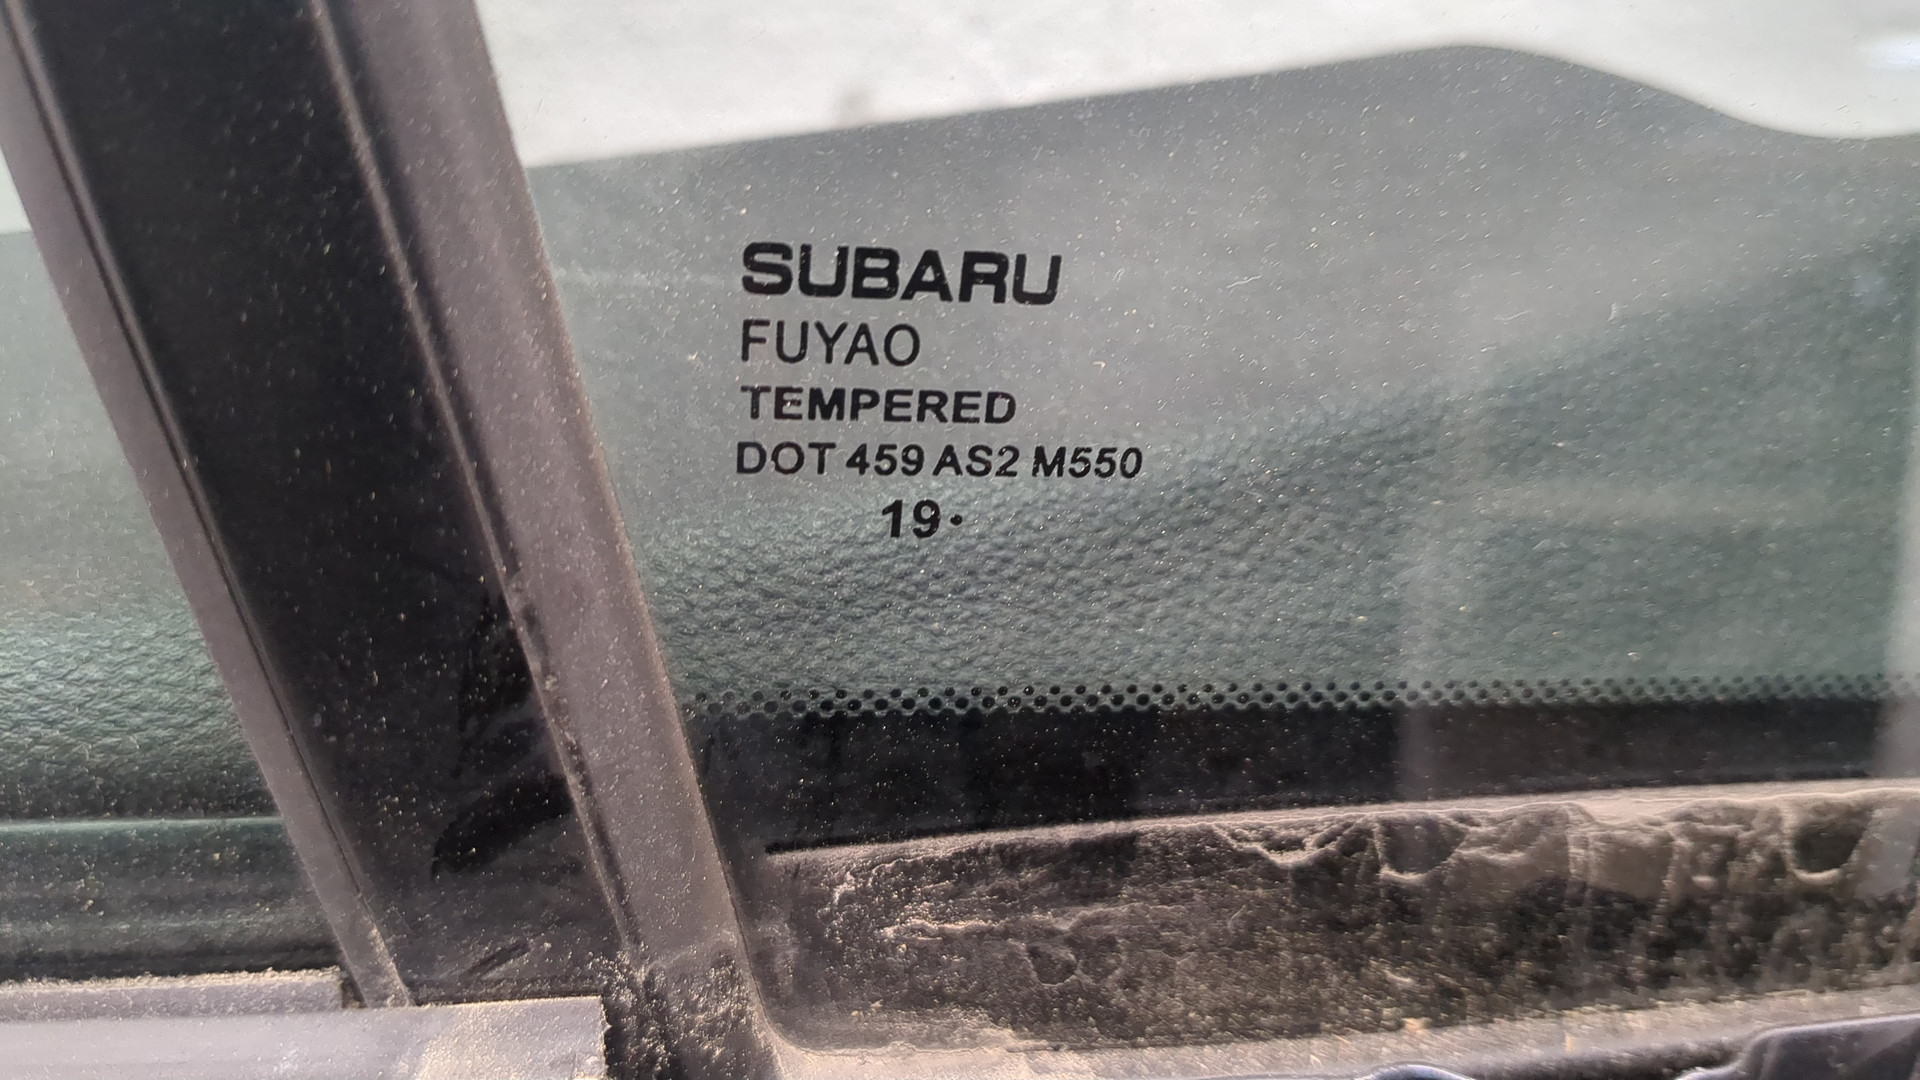 SUBARU
FUYAO
TEMPERED
DOT 459 AS2 M550
19•